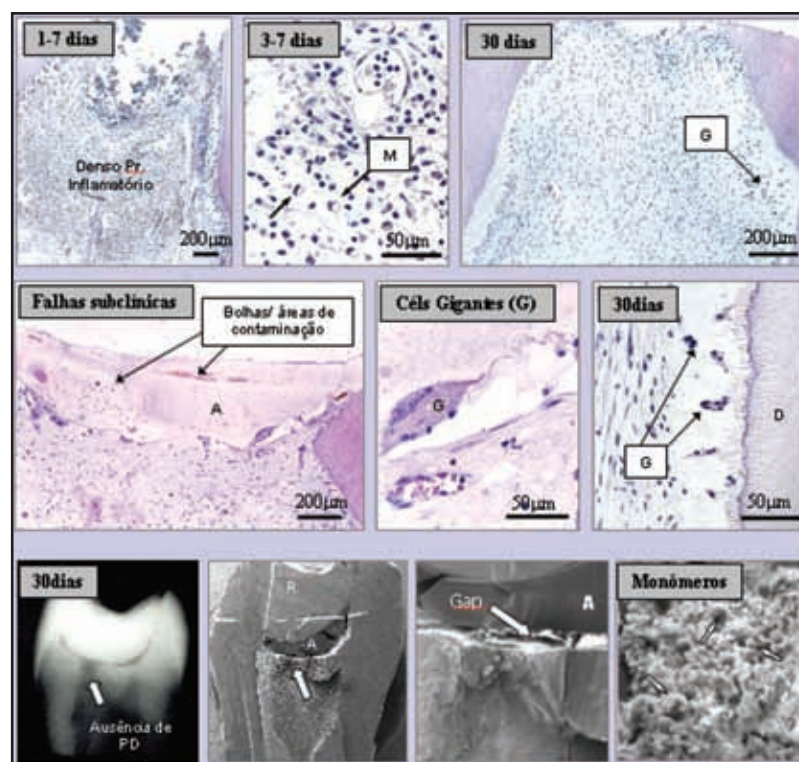 1-7 dias
Denso Pr.
Inflamatório
200µm
3-7 dias
M
50µm
30 dias
G
200µm
Falhas subclínicas
Bolhas/ áreas de
contaminação
A
200µm
Céls Gigantes (G)
G
50µm
30dias
G
D
50µm
30dias
Ausência de
PD
R
A
Gap
A
Monômeros